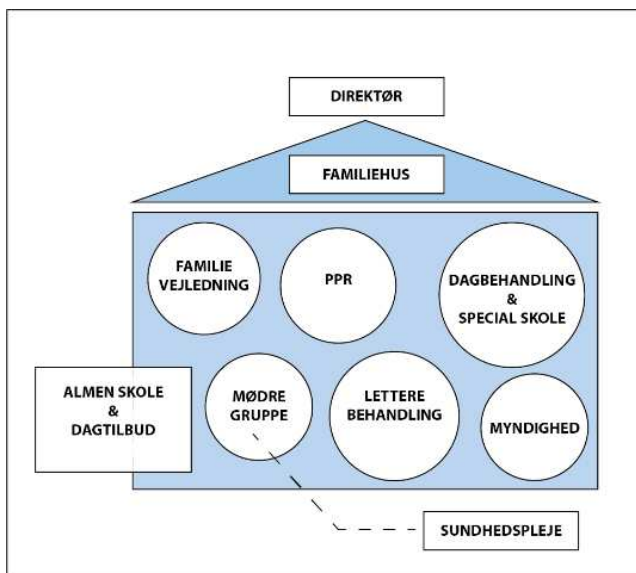 DIREKTØR
FAMILIEHUS
FAMILIE
VEJLEDNING
PPR
DAGBEHANDLING
&
SPECIAL SKOLE
ALMEN SKOLE
&
DAGTILBUD
MØDRE
GRUPPE
LETTERE
BEHANDLING
MYNDIGHED
SUNDHEDSPLEJE